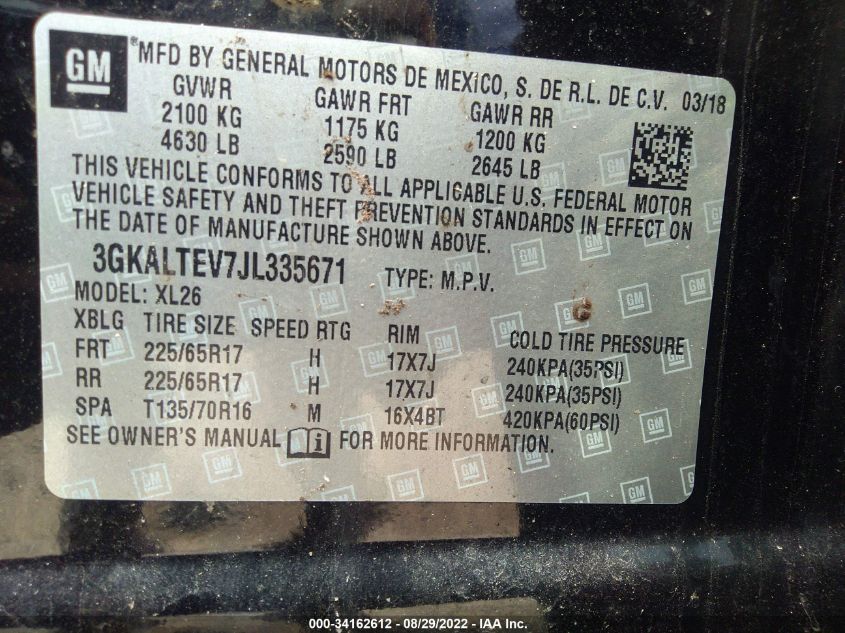 GM
MFD BY GENERAL MOTORS DE MEXICO, S. DE R.L. DE C.V. 03/18
GVWR GAWR FRT GAWR RR
2100 KG 1175 KG 1200 KG
4630 LB 2590 LB 2645 LB
THIS VEHICLE CONFORMS TO ALL APPLICABLE U.S. FEDERAL MOTOR
VEHICLE SAFETY AND THEFT PREVENTION STANDARDS IN EFFECT ON
THE DATE OF MANUFACTURE SHOWN ABOVE.
3GKALTEV7JL335671 TYPE: M.P.V.
MODEL: XL26
XBLG TIRE SIZE SPEED RTG RIM COLD TIRE PRESSURE
FRT 225/65R17 H 17X7J 240KPA(35PSI)
RR 225/65R17 H 17X7J 240KPA(35PSI)
SPA T135/70R16 M 16X4BT 420KPA(60PSI)
SEE OWNER'S MANUAL FOR MORE INFORMATION.
000-34162612 - 08/29/2022 - IAA Inc.